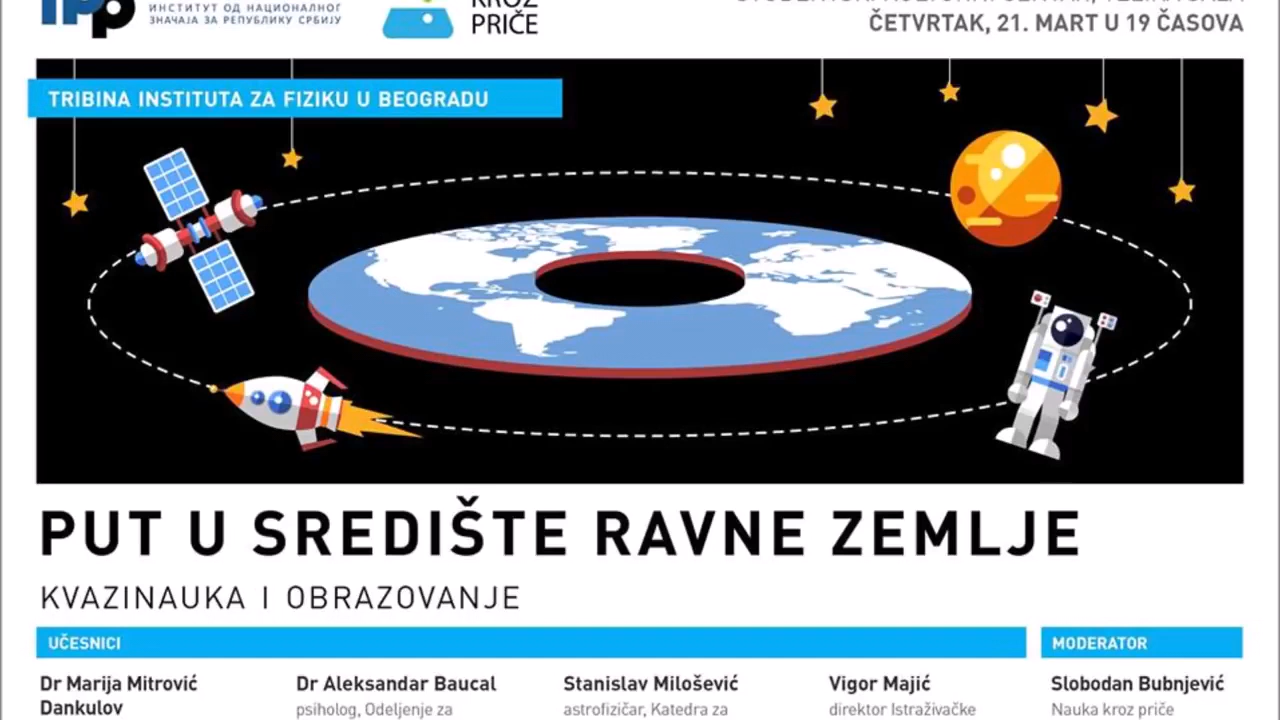 ИНСТИТУТ ОД НАЦИОНАЛНОГ
ЗНАЧАЈА ЗА РЕПУБЛИКУ СРБИЈУ
KROZ
PRIČE
ČETVRTAK, 21. MART U 19 ČASOVA
TRIBINA INSTITUTA ZA FIZIKU U BEOGRADU
PUT U SREDIŠTE RAVNE ZEMLJE
KVAZINAUKA I OBRAZOVANJE
UČESNICI
MODERATOR
Dr Marija Mitrović
Dankulov
Dr Aleksandar Baucal
psiholog, Odeljenje za
Stanislav Milošević
astrofizičar, Katedra za
Vigor Majić
direktor Istraživačke
Slobodan Bubnjević
Nauka kroz priče